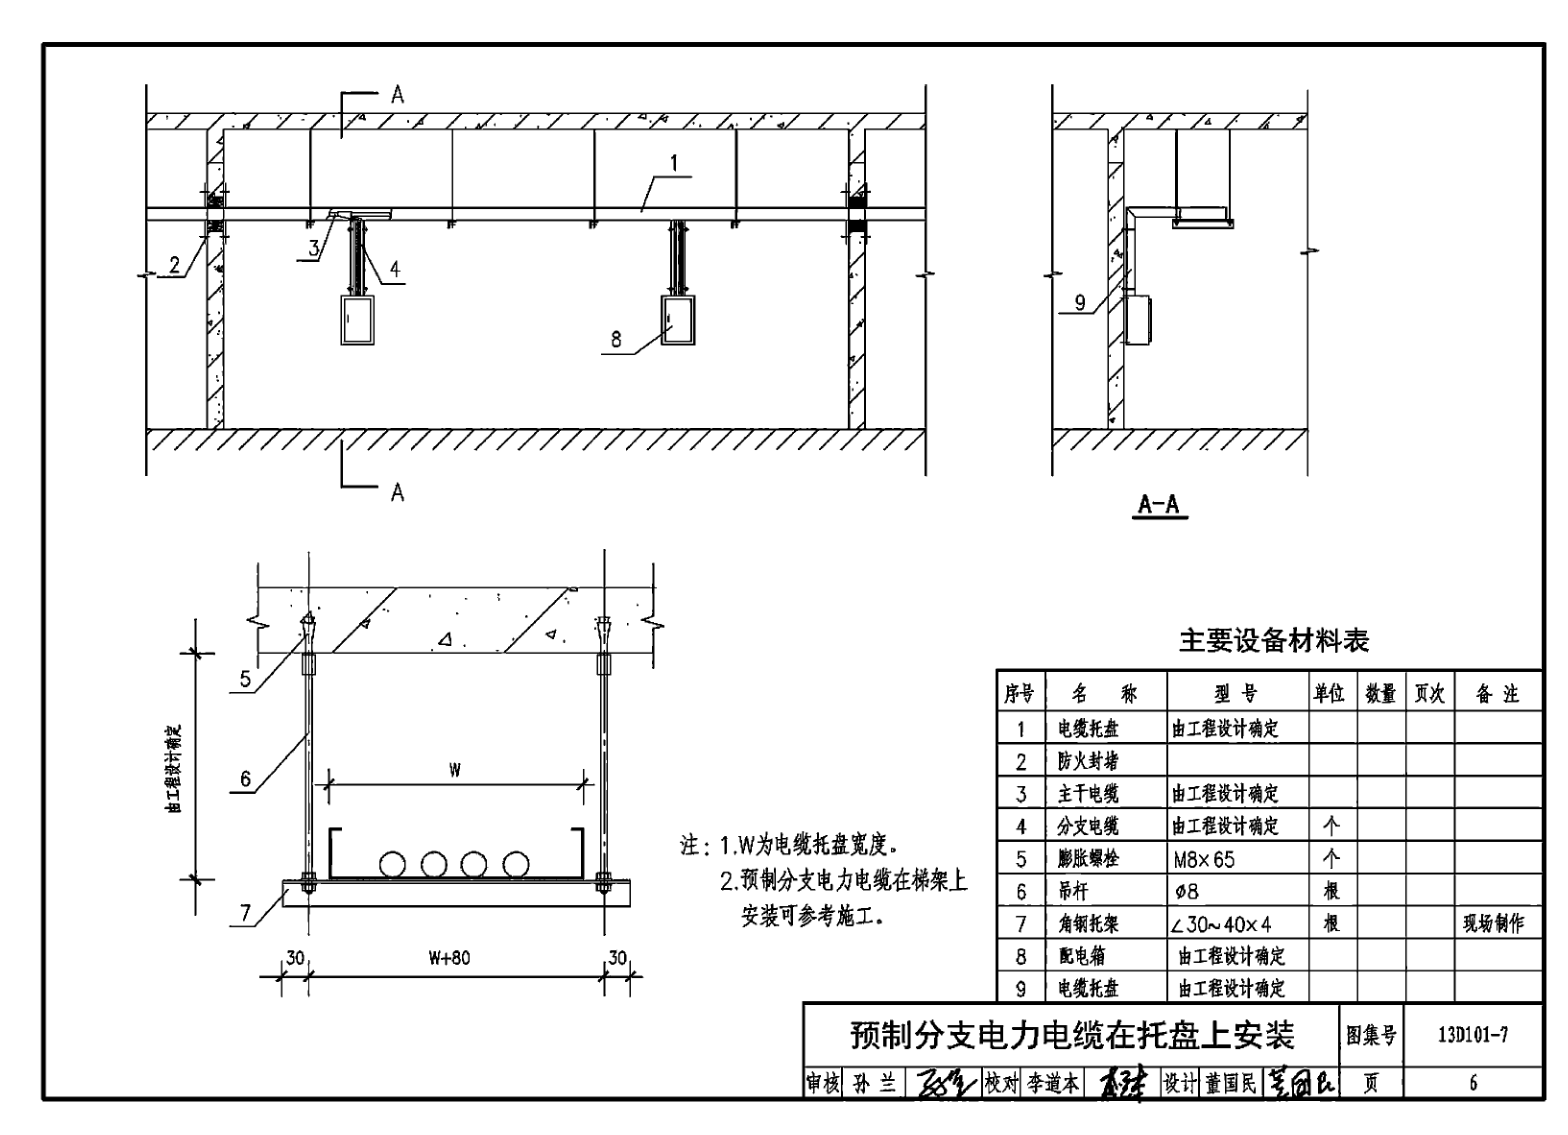 A
1
3
2
4
8
A
9
A-A
5
6
7
由工程设计确定
W
30
W+80
30
注：1.W为电缆托盘宽度。
2.预制分支电力电缆在梯架上
安装可参考施工。
主要设备材料表
序号 名 称 型 号 单位 数量 页次 备 注
1 电缆托盘 由工程设计确定
2 防火封堵
3 主干电缆 由工程设计确定
4 分支电缆 由工程设计确定 个
5 膨胀螺栓 M8×65 个
6 吊杆 ø8 根
7 角钢托架 ∠30~40×4 根 现场制作
8 配电箱 由工程设计确定
9 电缆托盘 由工程设计确定
预制分支电力电缆在托盘上安装 图集号 13D101-7
审核 孙 兰 校对 李道本 设计 董国民 董国民 页 6